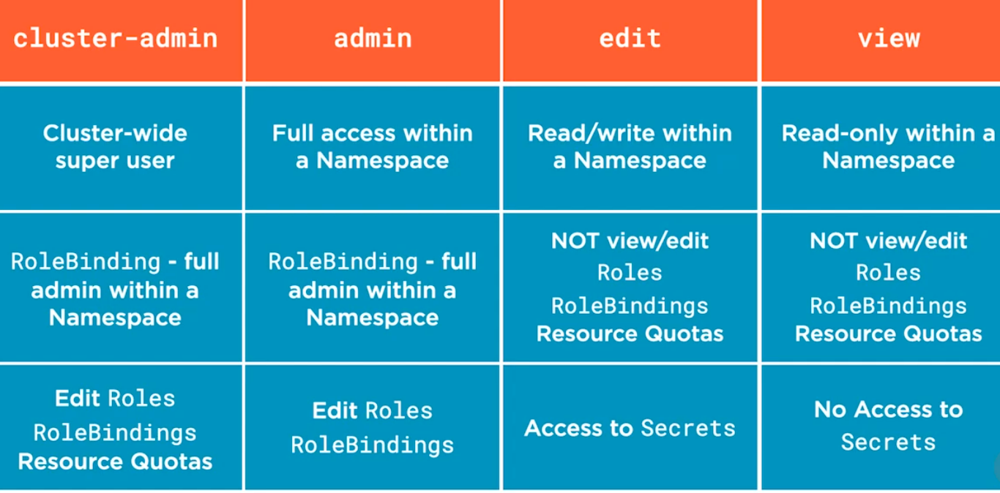 cluster-admin
admin
edit
view
Cluster-wide
super user
Full access within
a Namespace
Read/write within
a Namespace
Read-only within a
Namespace
RoleBinding - full
admin within a
Namespace
RoleBinding - full
admin within a
Namespace
NOT view/edit
Roles
RoleBindings
Resource Quotas
NOT view/edit
Roles
RoleBindings
Resource Quotas
Edit Roles
RoleBindings
Resource Quotas
Edit Roles
RoleBindings
Access to Secrets
No Access to
Secrets